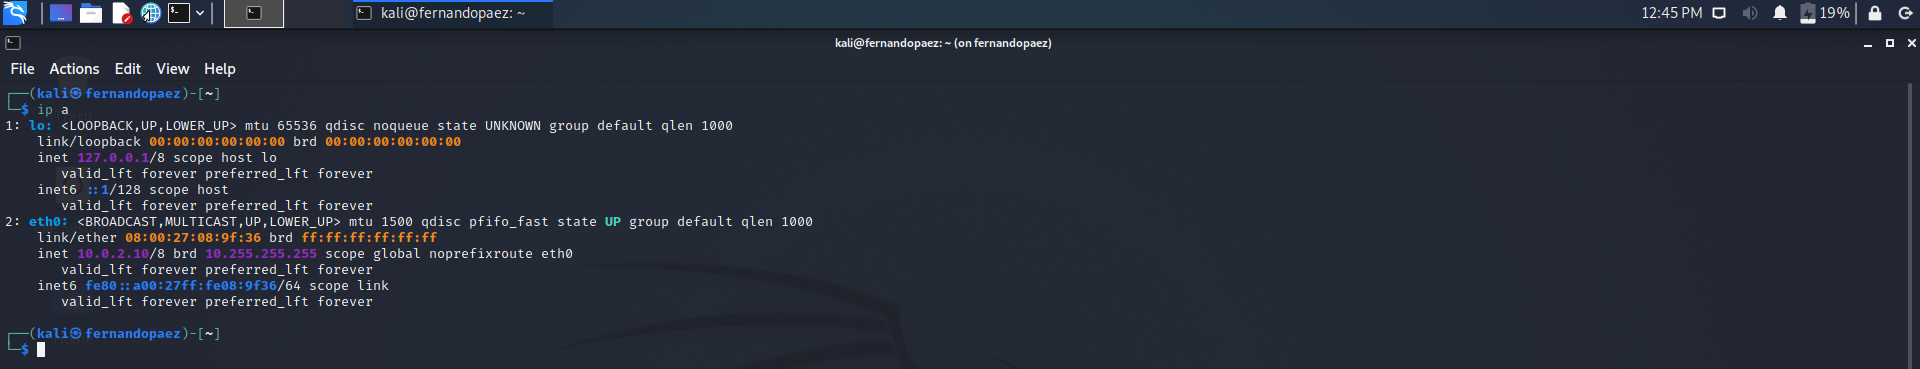 kali@fernandopaez: ~
12:45 PM
19%
kali@fernandopaez: ~ (on fernandopaez)
File Actions Edit View Help
┌──(kali㉿fernandopaez)-[~]
└─$ ip a
1: lo: <LOOPBACK,UP,LOWER_UP> mtu 65536 qdisc noqueue state UNKNOWN group default qlen 1000
    link/loopback 00:00:00:00:00:00 brd 00:00:00:00:00:00
    inet 127.0.0.1/8 scope host lo
       valid_lft forever preferred_lft forever
    inet6 ::1/128 scope host
       valid_lft forever preferred_lft forever
2: eth0: <BROADCAST,MULTICAST,UP,LOWER_UP> mtu 1500 qdisc pfifo_fast state UP group default qlen 1000
    link/ether 08:00:27:08:9f:36 brd ff:ff:ff:ff:ff:ff
    inet 10.0.2.10/8 brd 10.255.255.255 scope global noprefixroute eth0
       valid_lft forever preferred_lft forever
    inet6 fe80::a00:27ff:fe08:9f36/64 scope link
       valid_lft forever preferred_lft forever
┌──(kali㉿fernandopaez)-[~]
└─$